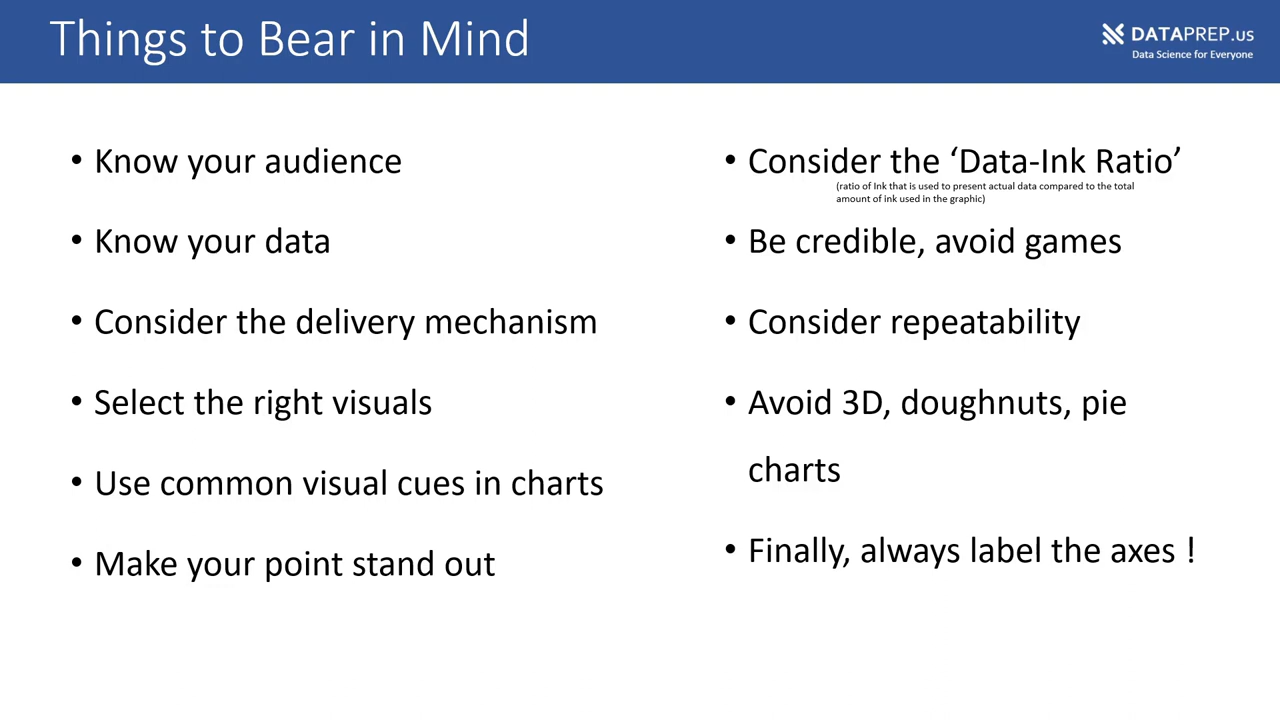 Things to Bear in Mind
DATAPREP.us
Data Science for Everyone
• Know your audience
• Know your data
• Consider the delivery mechanism
• Select the right visuals
• Use common visual cues in charts
• Make your point stand out
• Consider the ‘Data-Ink Ratio’
(ratio of Ink that is used to present actual data compared to the total
amount of ink used in the graphic)
• Be credible, avoid games
• Consider repeatability
• Avoid 3D, doughnuts, pie
charts
• Finally, always label the axes !